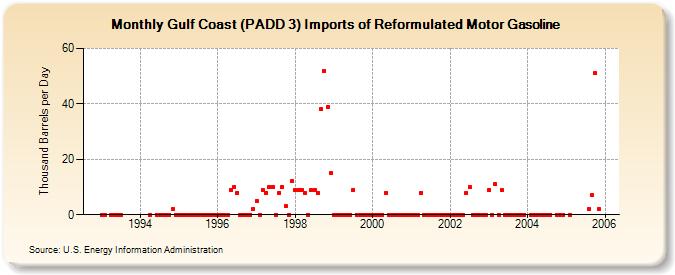 Monthly Gulf Coast (PADD 3) Imports of Reformulated Motor Gasoline
Thousand Barrels per Day
60
40
20
0
1994 1996 1998 2000 2002 2004 2006
Source: U.S. Energy Information Administration